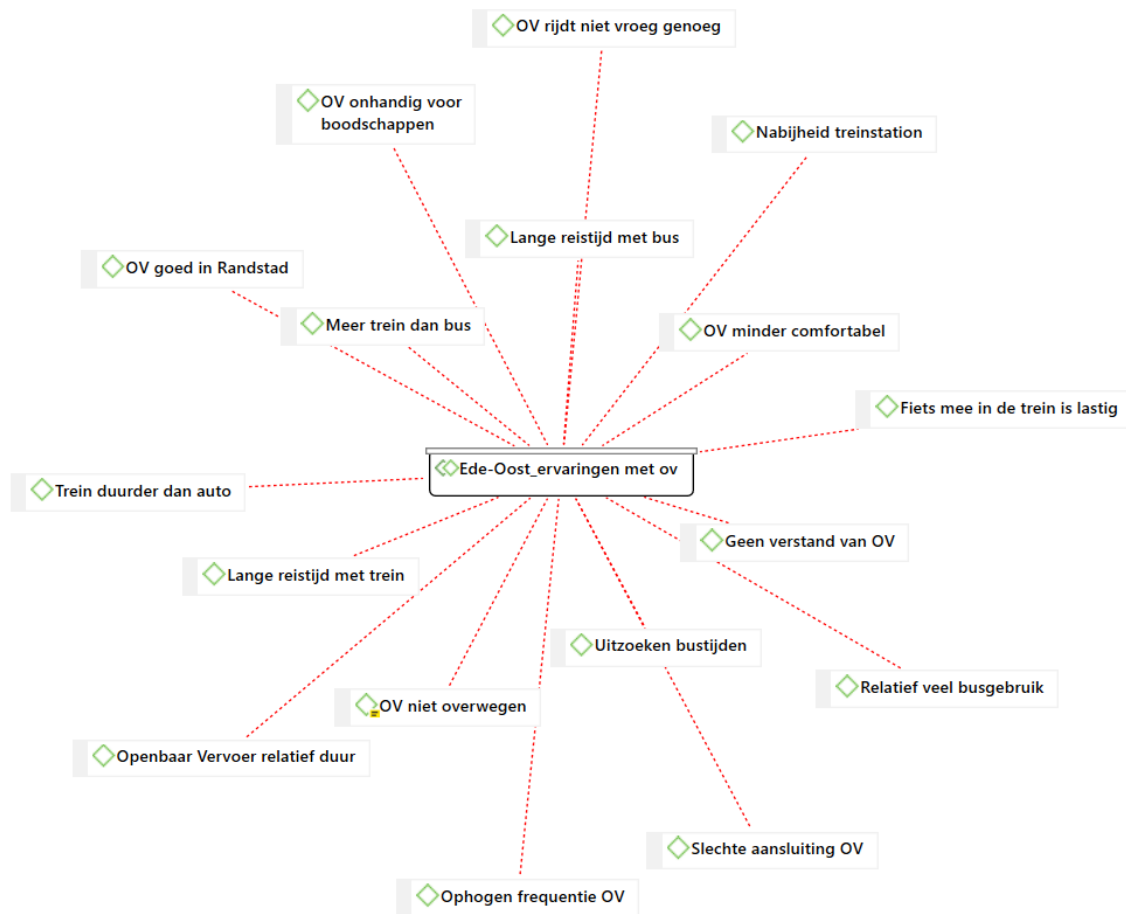 OV rijdt niet vroeg genoeg
OV onhandig voor
boodschappen
Nabijheid treinstation
Lange reistijd met bus
OV goed in Randstad
Meer trein dan bus
OV minder comfortabel
Fiets mee in de trein is lastig
Ede-Oost_ervaringen met ov
Trein duurder dan auto
Geen verstand van OV
Lange reistijd met trein
Uitzoeken bustijden
Relatief veel busgebruik
OV niet overwegen
Openbaar Vervoer relatief duur
Slechte aansluiting OV
Ophogen frequentie OV